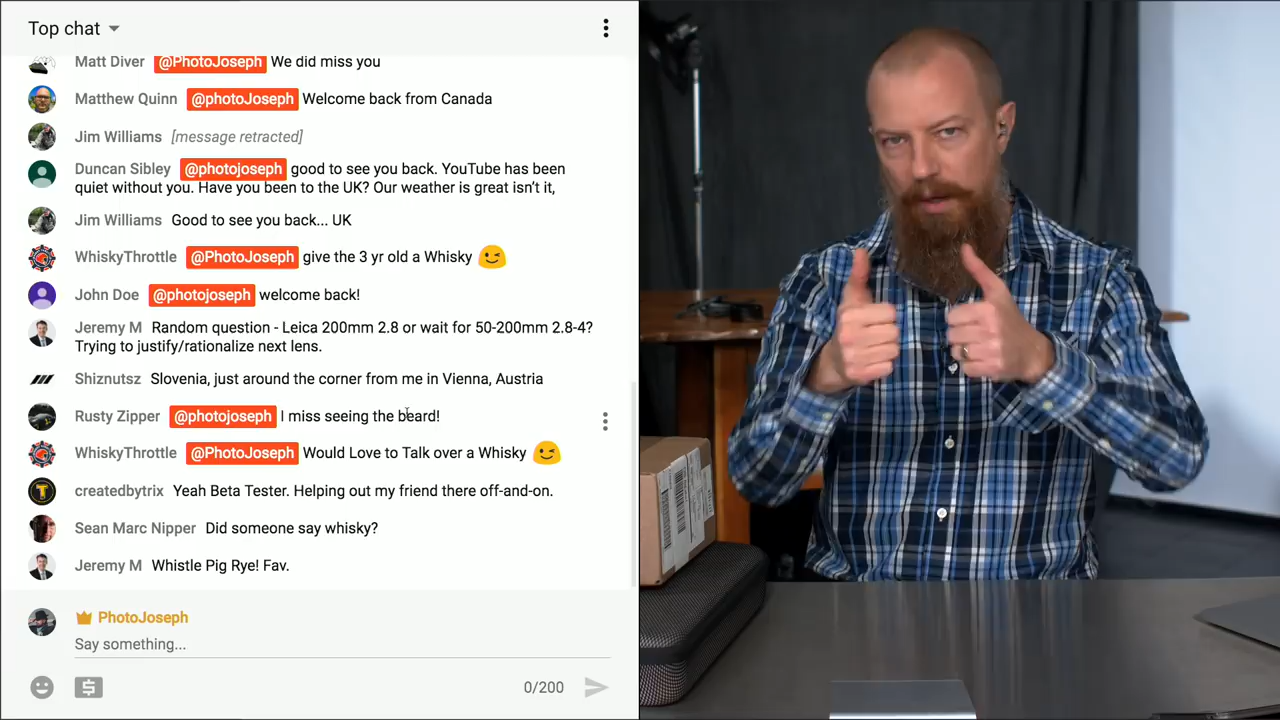 Top chat
Matt Diver @PhotoJoseph We did miss you
Matthew Quinn @photoJoseph Welcome back from Canada
Jim Williams [message retracted]
Duncan Sibley @photojoseph good to see you back. YouTube has been
quiet without you. Have you been to the UK? Our weather is great isn't it,
Jim Williams Good to see you back... UK
WhiskyThrottle @PhotoJoseph give the 3 yr old a Whisky
John Doe @photojoseph welcome back!
Jeremy M Random question - Leica 200mm 2.8 or wait for 50-200mm 2.8-4?
Trying to justify/rationalize next lens.
Shiznutsz Slovenia, just around the corner from me in Vienna, Austria
Rusty Zipper @photojoseph I miss seeing the beard!
WhiskyThrottle @PhotoJoseph Would Love to Talk over a Whisky
createdbytrix Yeah Beta Tester. Helping out my friend there off-and-on.
Sean Marc Nipper Did someone say whisky?
Jeremy M Whistle Pig Rye! Fav.
PhotoJoseph
Say something...
0/200